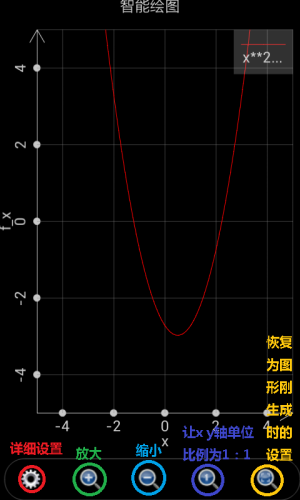 智能绘图
x**2...
4
2
0
-2
-4
f_x
-4
-2
0
2
4
x
恢复
为图
形刚
生成
时的
设置
让x y轴单位
比例为1：1
详细设置
放大
缩小